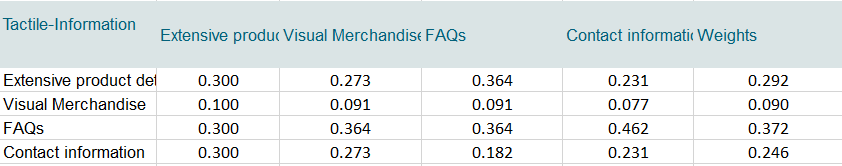 Tactile-Information Extensive produc Visual Merchandise FAQs Contact informatic Weights
Extensive product det 0.300 0.273 0.364 0.231 0.292
Visual Merchandise 0.100 0.091 0.091 0.077 0.090
FAQs 0.300 0.364 0.364 0.462 0.372
Contact information 0.300 0.273 0.182 0.231 0.246